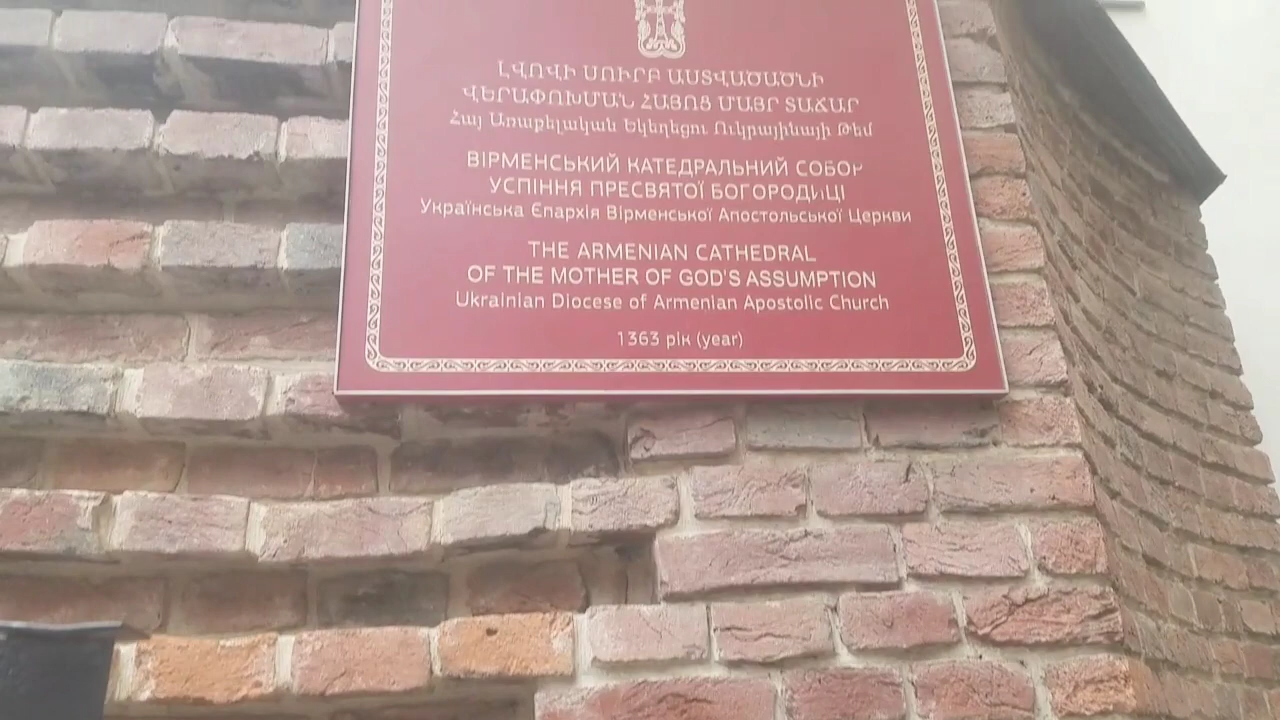 ԼՎՈՎԻ ՍՈՒՐԲ ԱՍՏՎԱԾԱԾՆԻ
ՎԵՐԱՓՈԽՄԱՆ ՀԱՅՈՑ ՄԱՅՐ ՏԱՃԱՐ
Հայ Առաքելական Եկեղեցու Ուկրաինայի Թեմ
ВІРМЕНСЬКИЙ КАТЕДРАЛЬНИЙ СОБОР
УСПІННЯ ПРЕСВЯТОЇ БОГОРОДИЦІ
Українська Єпархія Вірменської Апостольської Церкви
THE ARMENIAN CATHEDRAL
OF THE MOTHER OF GOD'S ASSUMPTION
Ukrainian Diocese of Armenian Apostolic Church
1363 рік (year)